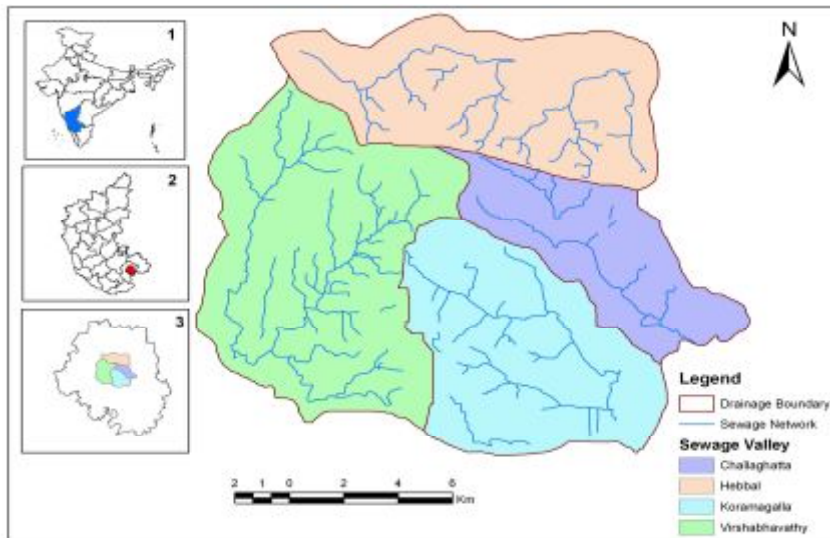 1
2
3
N
2 1 0 2 4 6
Km
Legend
Drainage Boundary
Sewage Network
Sewage Valley
Challaghatta
Hebbal
Koramagalla
Virshabhavathy